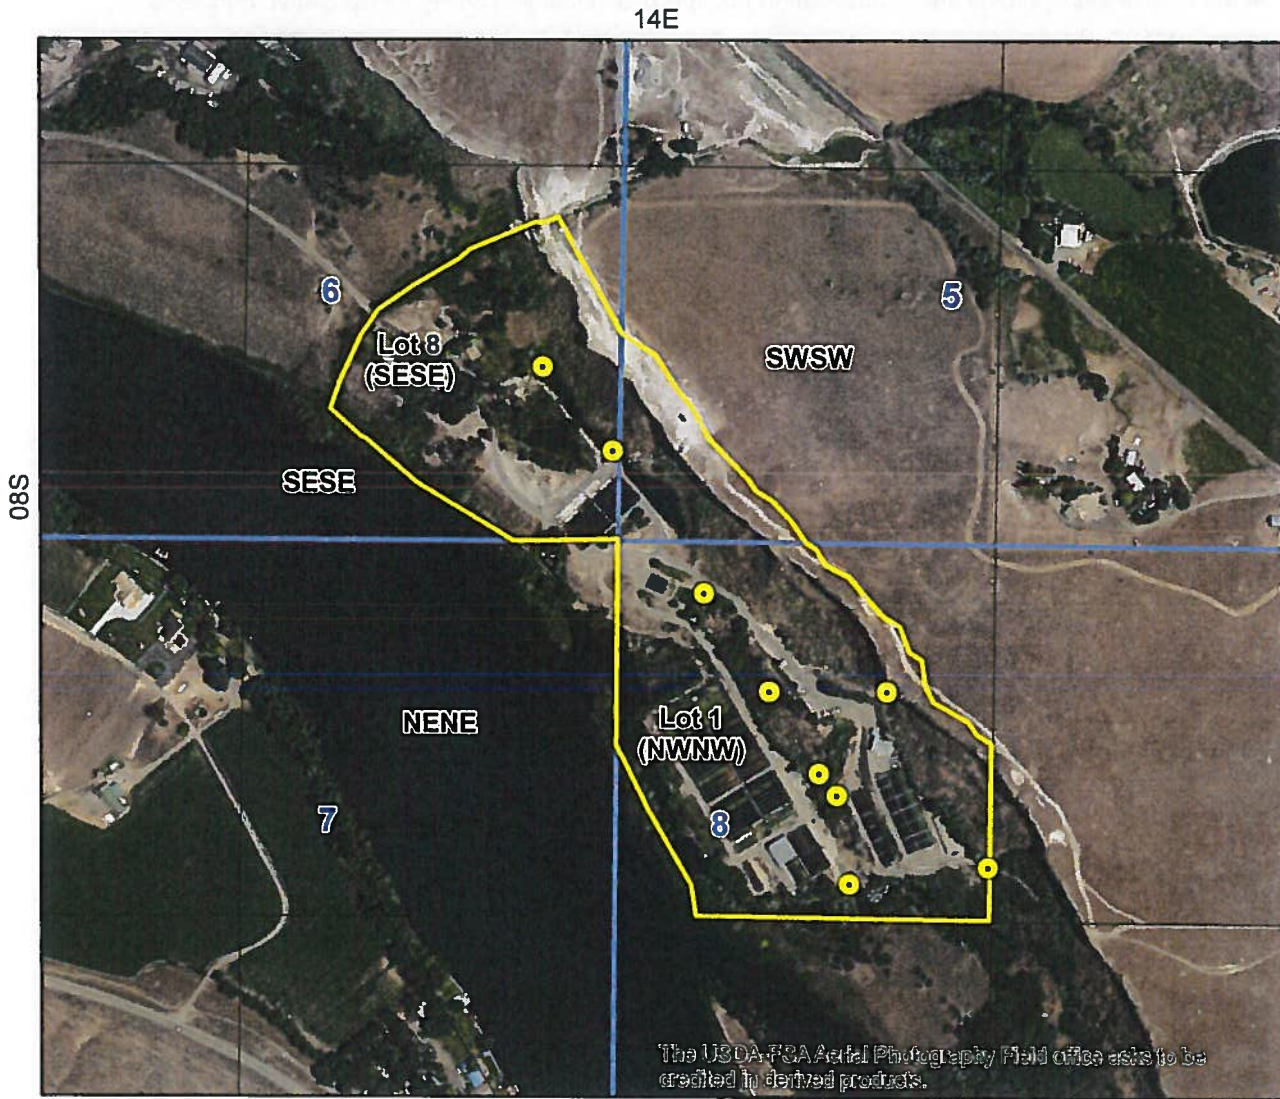 14E
6
5
Lot 8
(SESE)
SWSW
SESE
08S
Lot 1
(NWNW)
NENE
8
7
The USDA-FSA Aerial Photography Field office asks to be
credited in derived products.